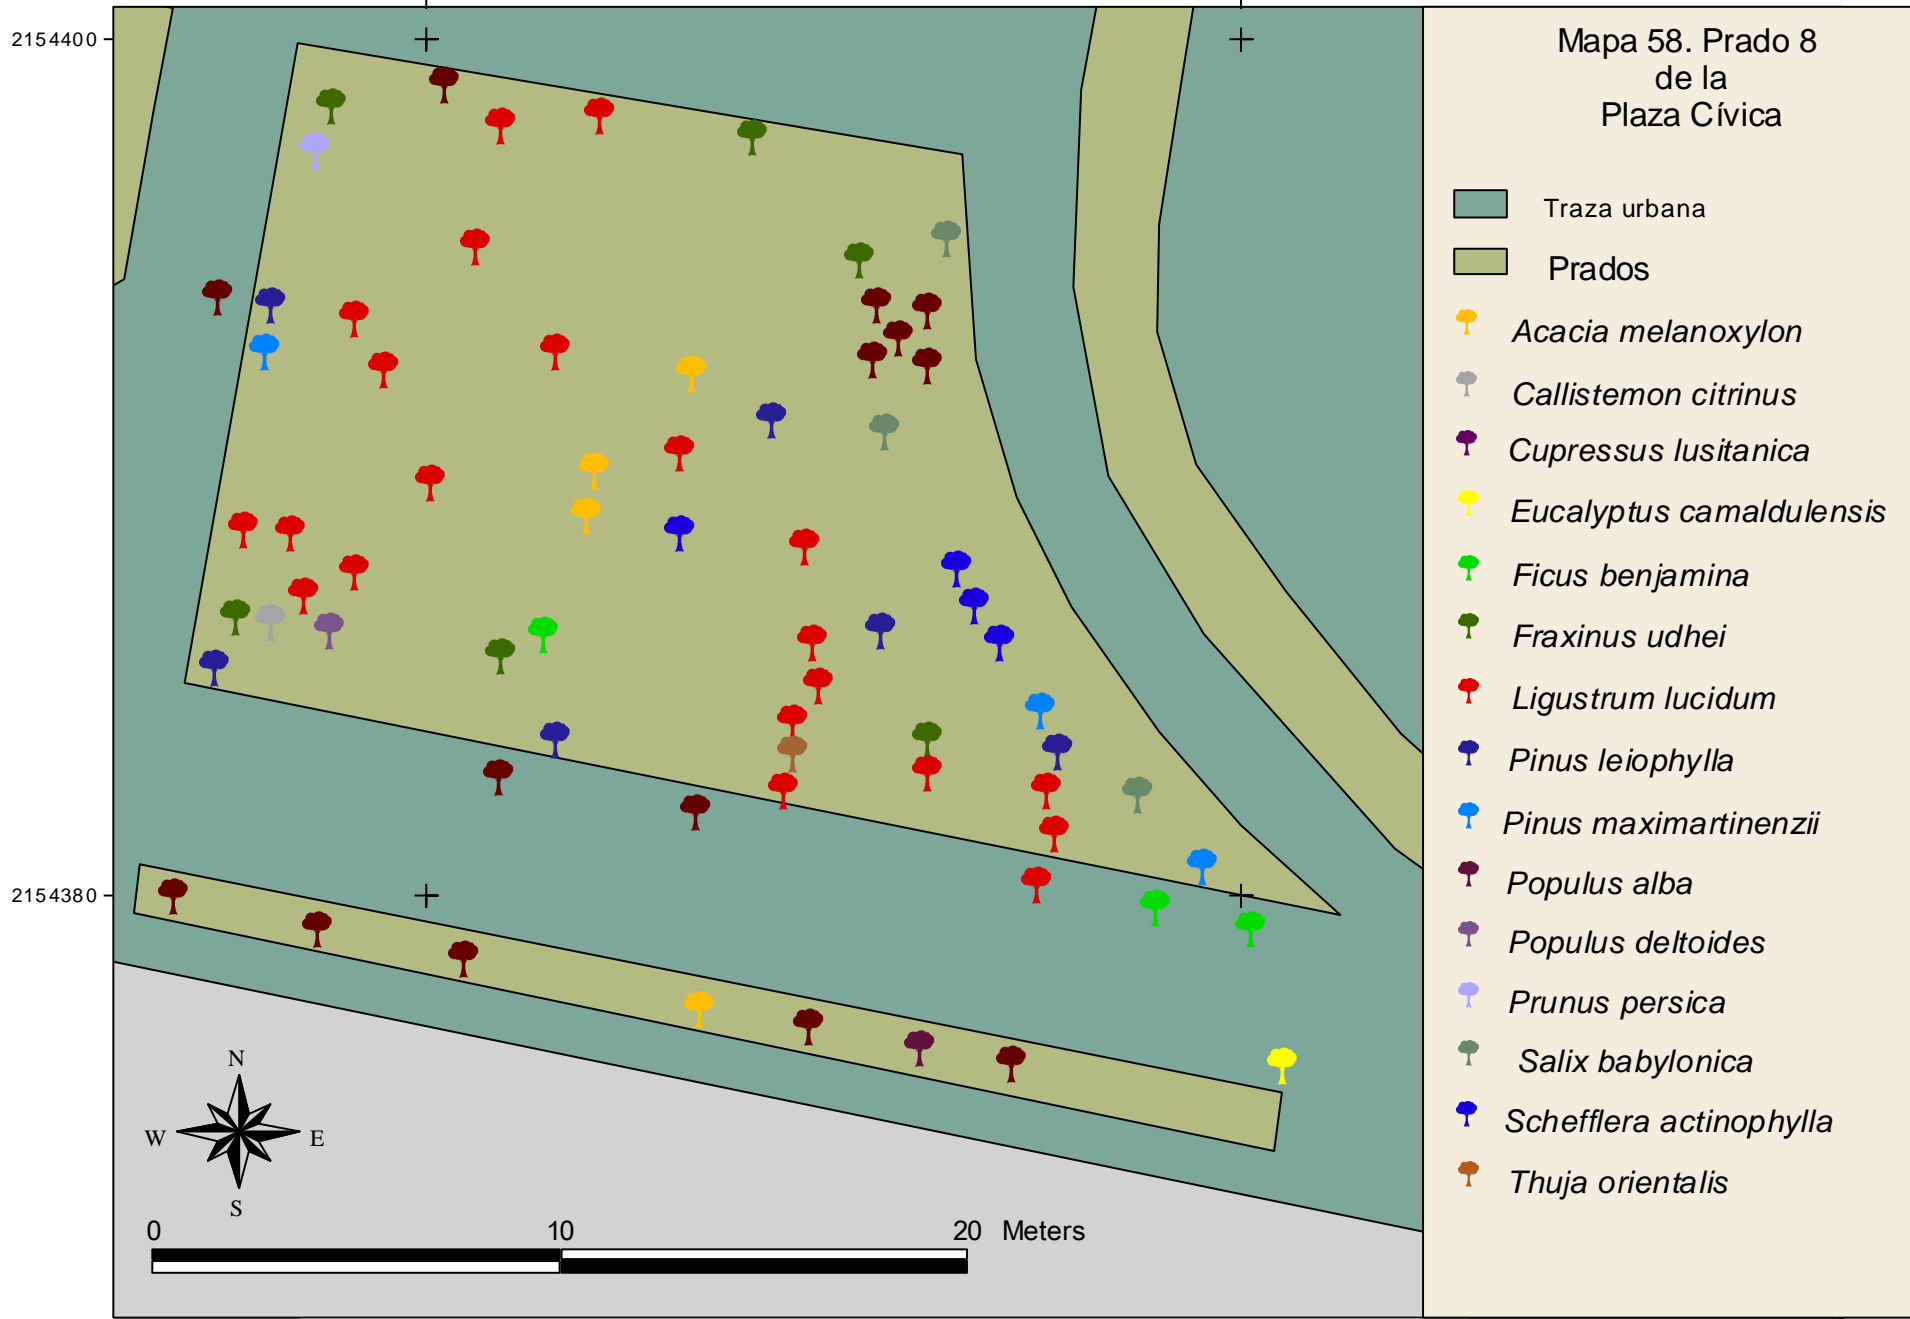 2154400
2154380
Mapa 58. Prado 8
de la
Plaza Cívica
Traza urbana
Prados
Acacia melanoxylon
Callistemon citrinus
Cupressus lusitanica
Eucalyptus camaldulensis
Ficus benjamina
Fraxinus udhei
Ligustrum lucidum
Pinus leiophylla
Pinus maximartinenzii
Populus alba
Populus deltoides
Prunus persica
Salix babylonica
Schefflera actinophylla
Thuja orientalis
N
W E
S
0 10 20 Meters